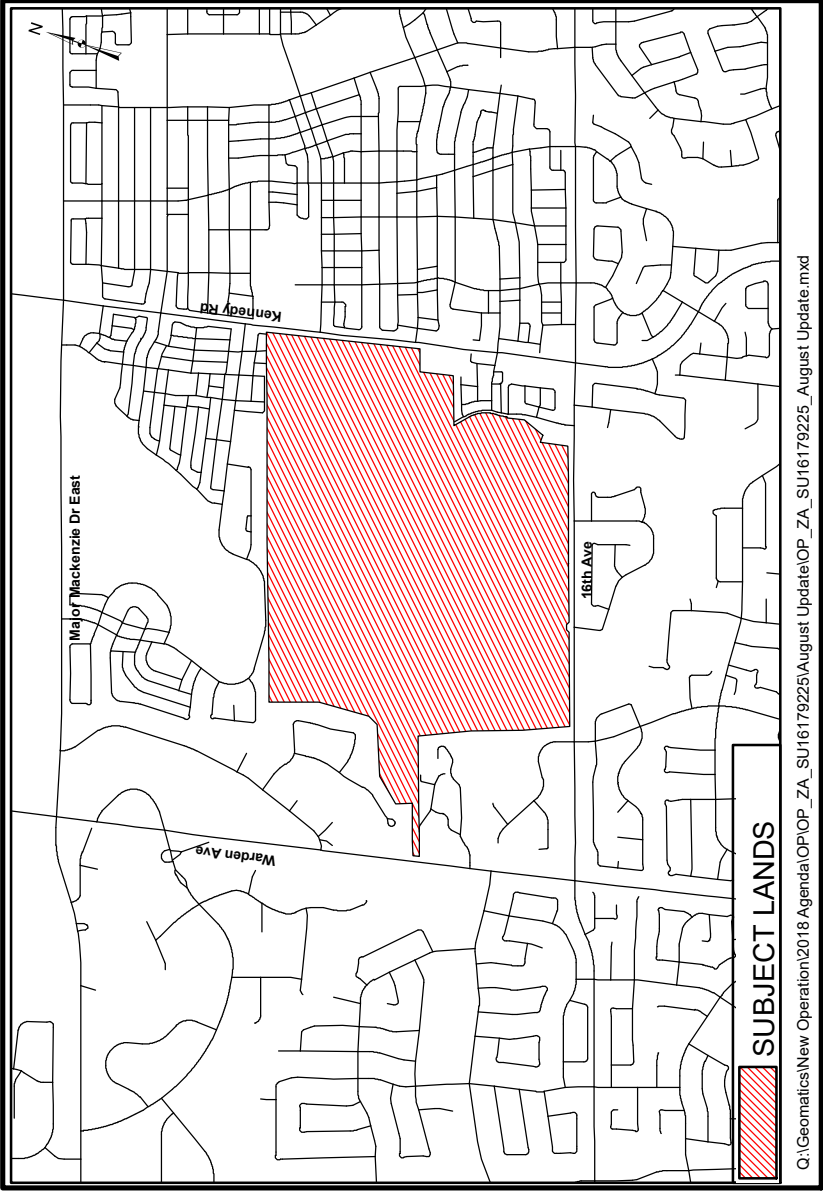 N
Major Mackenzie Dr East
Kennedy Rd
Warden Ave
16th Ave
SUBJECT LANDS
Q:\Geomatics\New Operation\2018 Agenda\OP\OP_ZA_SU16179225\August Update\OP_ZA_SU16179225_August Update.mxd